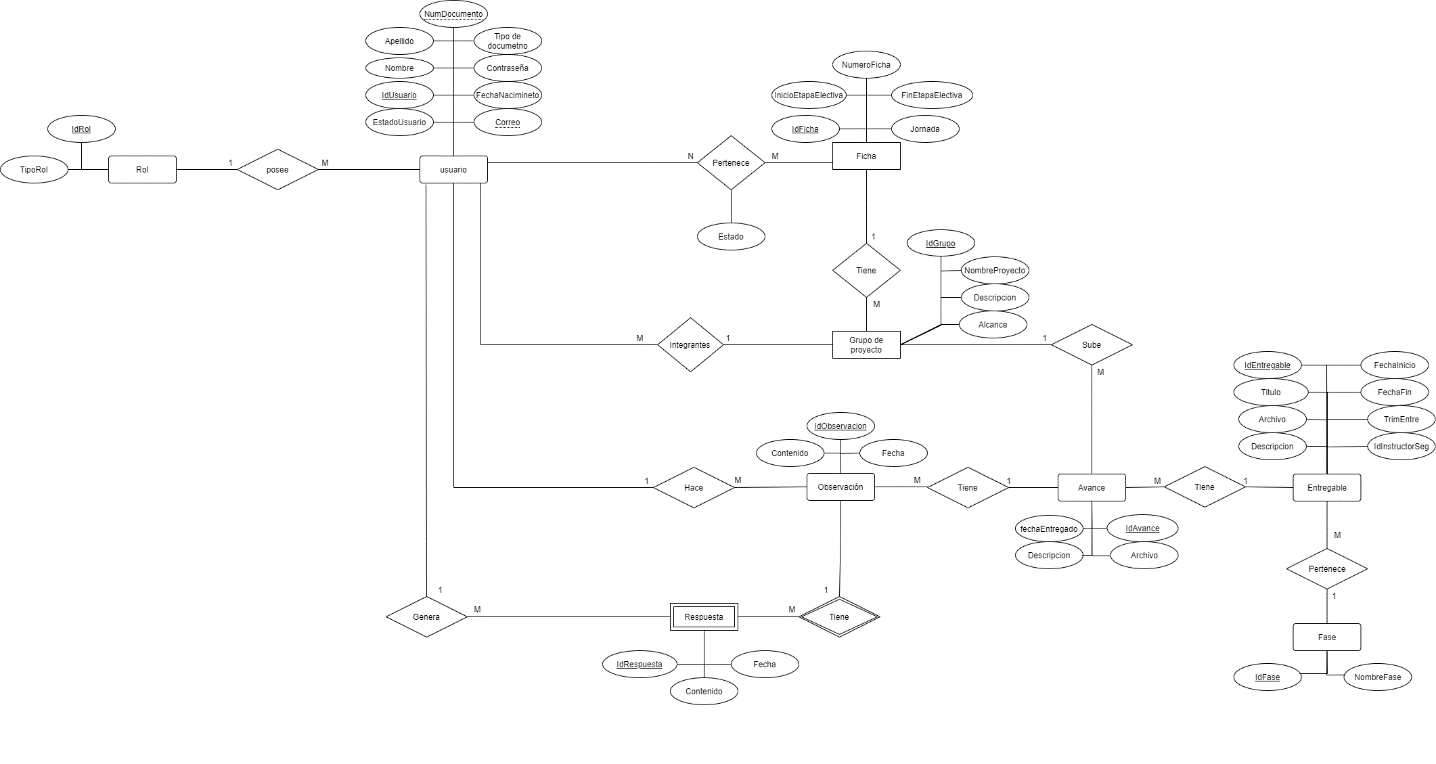 NumDocumento
Apellido
Tipo de
documetno
Nombre
Contraseña
IdUsuario
FechaNacimineto
EstadoUsuario
Correo
NumeroFicha
InicioEtapaElectiva
FinEtapaElectiva
IdFicha
Jornada
IdRol
TipoRol
Rol
1
posee
M
usuario
N
Pertenece
M
Ficha
Estado
1
Tiene
M
IdGrupo
NombreProyecto
Descripcion
Alcance
M
Integrantes
1
Grupo de
proyecto
1
Sube
M
IdEntregable
FechaInicio
Titulo
FechaFin
Archivo
TrimEntre
Descripcion
IdInstructorSeg
IdObservacion
Contenido
Fecha
1
Hace
M
Observación
M
Tiene
1
Avance
M
Tiene
1
Entregable
fechaEntregado
IdAvance
Descripcion
Archivo
M
Pertenece
1
Fase
IdFase
NombreFase
1
Genera
M
Respuesta
M
1
Tiene
IdRespuesta
Fecha
Contenido